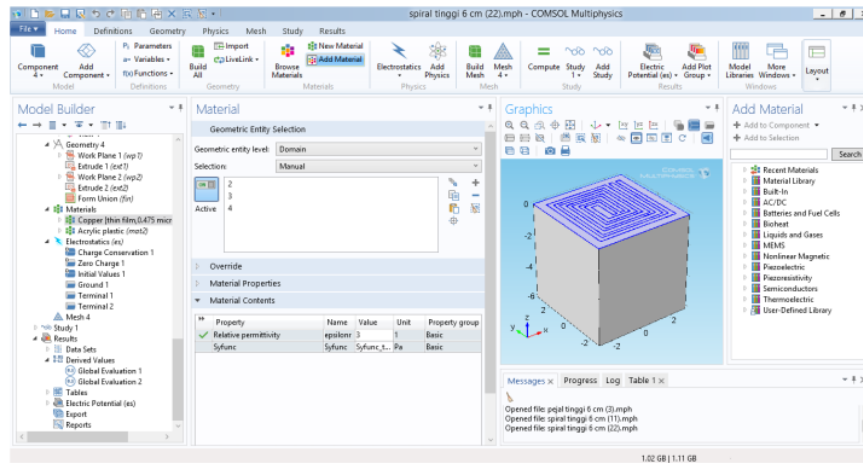 spiral tinggi 6 cm (22).mph - COMSOL Multiphysics
File Home Definitions Geometry Physics Mesh Study Results
Component 4
Add Component
Model
Pi Parameters
a= Variables
f(x) Functions
Definitions
Build All
Import
LiveLink
Geometry
Browse Materials
New Material
Add Material
Materials
Electrostatics
Add Physics
Physics
Build Mesh
Mesh 4
Mesh
Compute
Study 1
Add Study
Study
Electric Potential (es)
Add Plot Group
Results
Model Libraries
More Windows
Windows
Layout
Model Builder
Geometry 4
Work Plane 1 (wp1)
Extrude 1 (ext1)
Work Plane 2 (wp2)
Extrude 2 (ext2)
Form Union (fin)
Materials
Copper [thin film,0.475 micr
Acrylic plastic (mat2)
Electrostatics (es)
Charge Conservation 1
Zero Charge 1
Initial Values 1
Ground 1
Terminal 1
Terminal 2
Mesh 4
Study 1
Results
Data Sets
Derived Values
Global Evaluation 1
Global Evaluation 2
Tables
Electric Potential (es)
Export
Reports
Material
Geometric Entity Selection
Geometric entity level: Domain
Selection: Manual
2
3
4
Active
Override
Material Properties
Material Contents
Property Name Value Unit Property group
Relative permittivity epsilonr 3 1 Basic
Syfunc Syfunc Syfunc_t... Pa Basic
Graphics
COMSOL
MULTIPHYSICS
0
-2
-4
-6
2
0
-2
2
0
-2
z
y
x
Messages Progress Log Table 1
Opened file: pejal tinggi 6 cm (3).mph
Opened file: spiral tinggi 6 cm (11).mph
Opened file: spiral tinggi 6 cm (22).mph
Add Material
Add to Component
Add to Selection
Search
Recent Materials
Material Library
Built-In
AC/DC
Batteries and Fuel Cells
Bioheat
Liquids and Gases
MEMS
Nonlinear Magnetic
Piezoelectric
Piezoresistivity
Semiconductors
Thermoelectric
User-Defined Library
1.02 GB | 1.11 GB